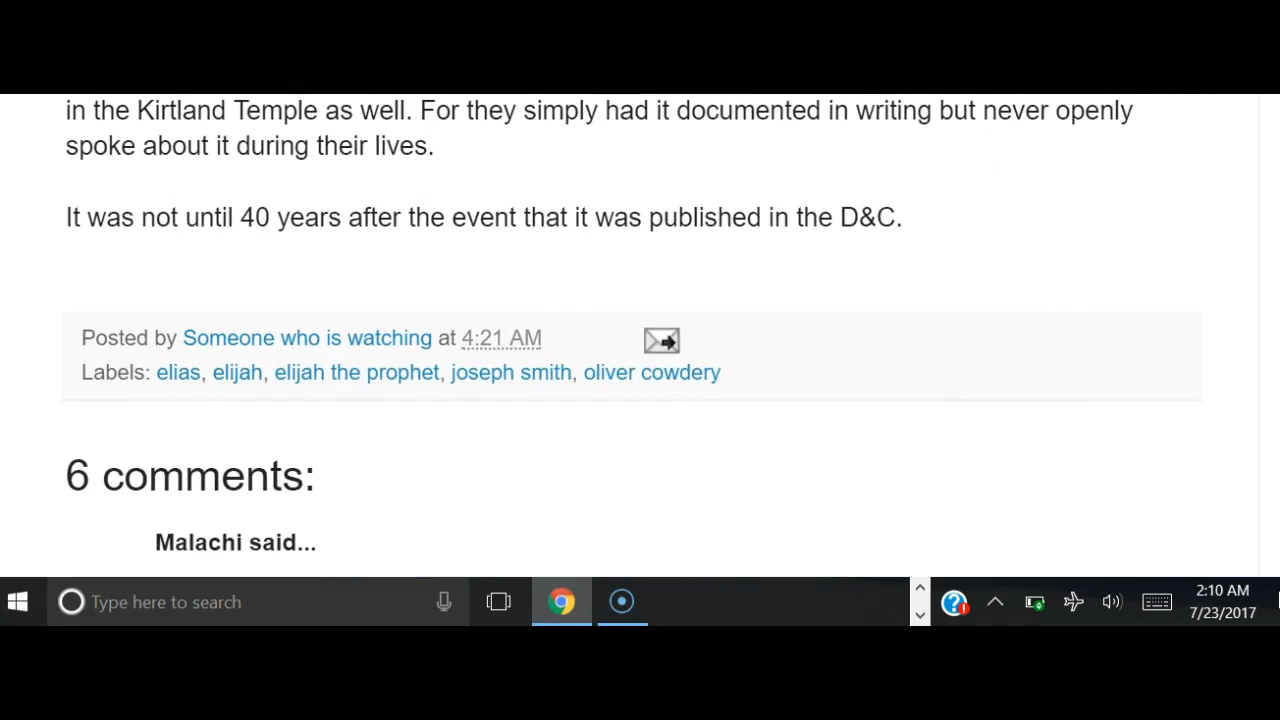 in the Kirtland Temple as well. For they simply had it documented in writing but never openly
spoke about it during their lives.
It was not until 40 years after the event that it was published in the D&C.
Posted by Someone who is watching at 4:21 AM
Labels: elias, elijah, elijah the prophet, joseph smith, oliver cowdery
6 comments:
Malachi said...
Type here to search
2:10 AM
7/23/2017